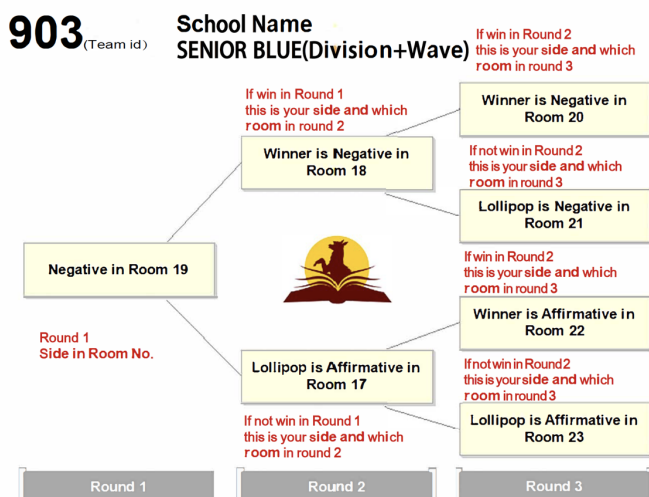 903 (Team id)
School Name
SENIOR BLUE(Division+Wave)
If win in Round 2
this is your side and which
room in round 3
If win in Round 1
this is your side and which
room in round 2
Winner is Negative in
Room 20
Winner is Negative in
Room 18
If not win in Round 2
this is your side and which
room in round 3
Lollipop is Negative in
Room 21
Negative in Room 19
If win in Round 2
this is your side and which
room in round 3
Winner is Affirmative in
Room 22
Round 1
Side in Room No.
Lollipop is Affirmative in
Room 17
If not win in Round 2
this is your side and which
room in round 3
If not win in Round 1
this is your side and which
room in round 2
Lollipop is Affirmative in
Room 23
Round 1
Round 2
Round 3